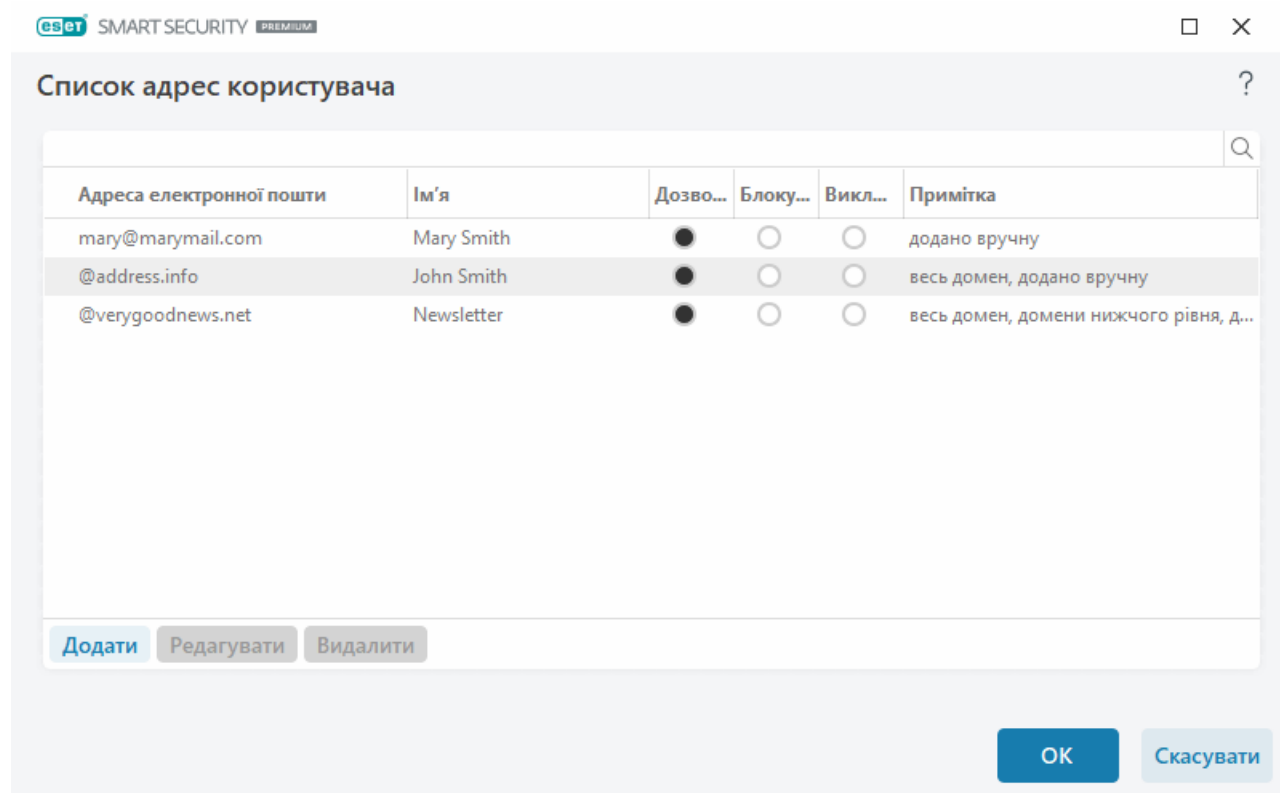 eset SMART SECURITY PREMIUM
Список адрес користувача
?
Адреса електронної пошти Ім’я Дозво... Блоку... Викл... Примітка
mary@marymail.com Mary Smith додано вручну
@address.info John Smith весь домен, додано вручну
@verygoodnews.net Newsletter весь домен, домени нижчого рівня, д...
Додати Редагувати Видалити
OK Скасувати